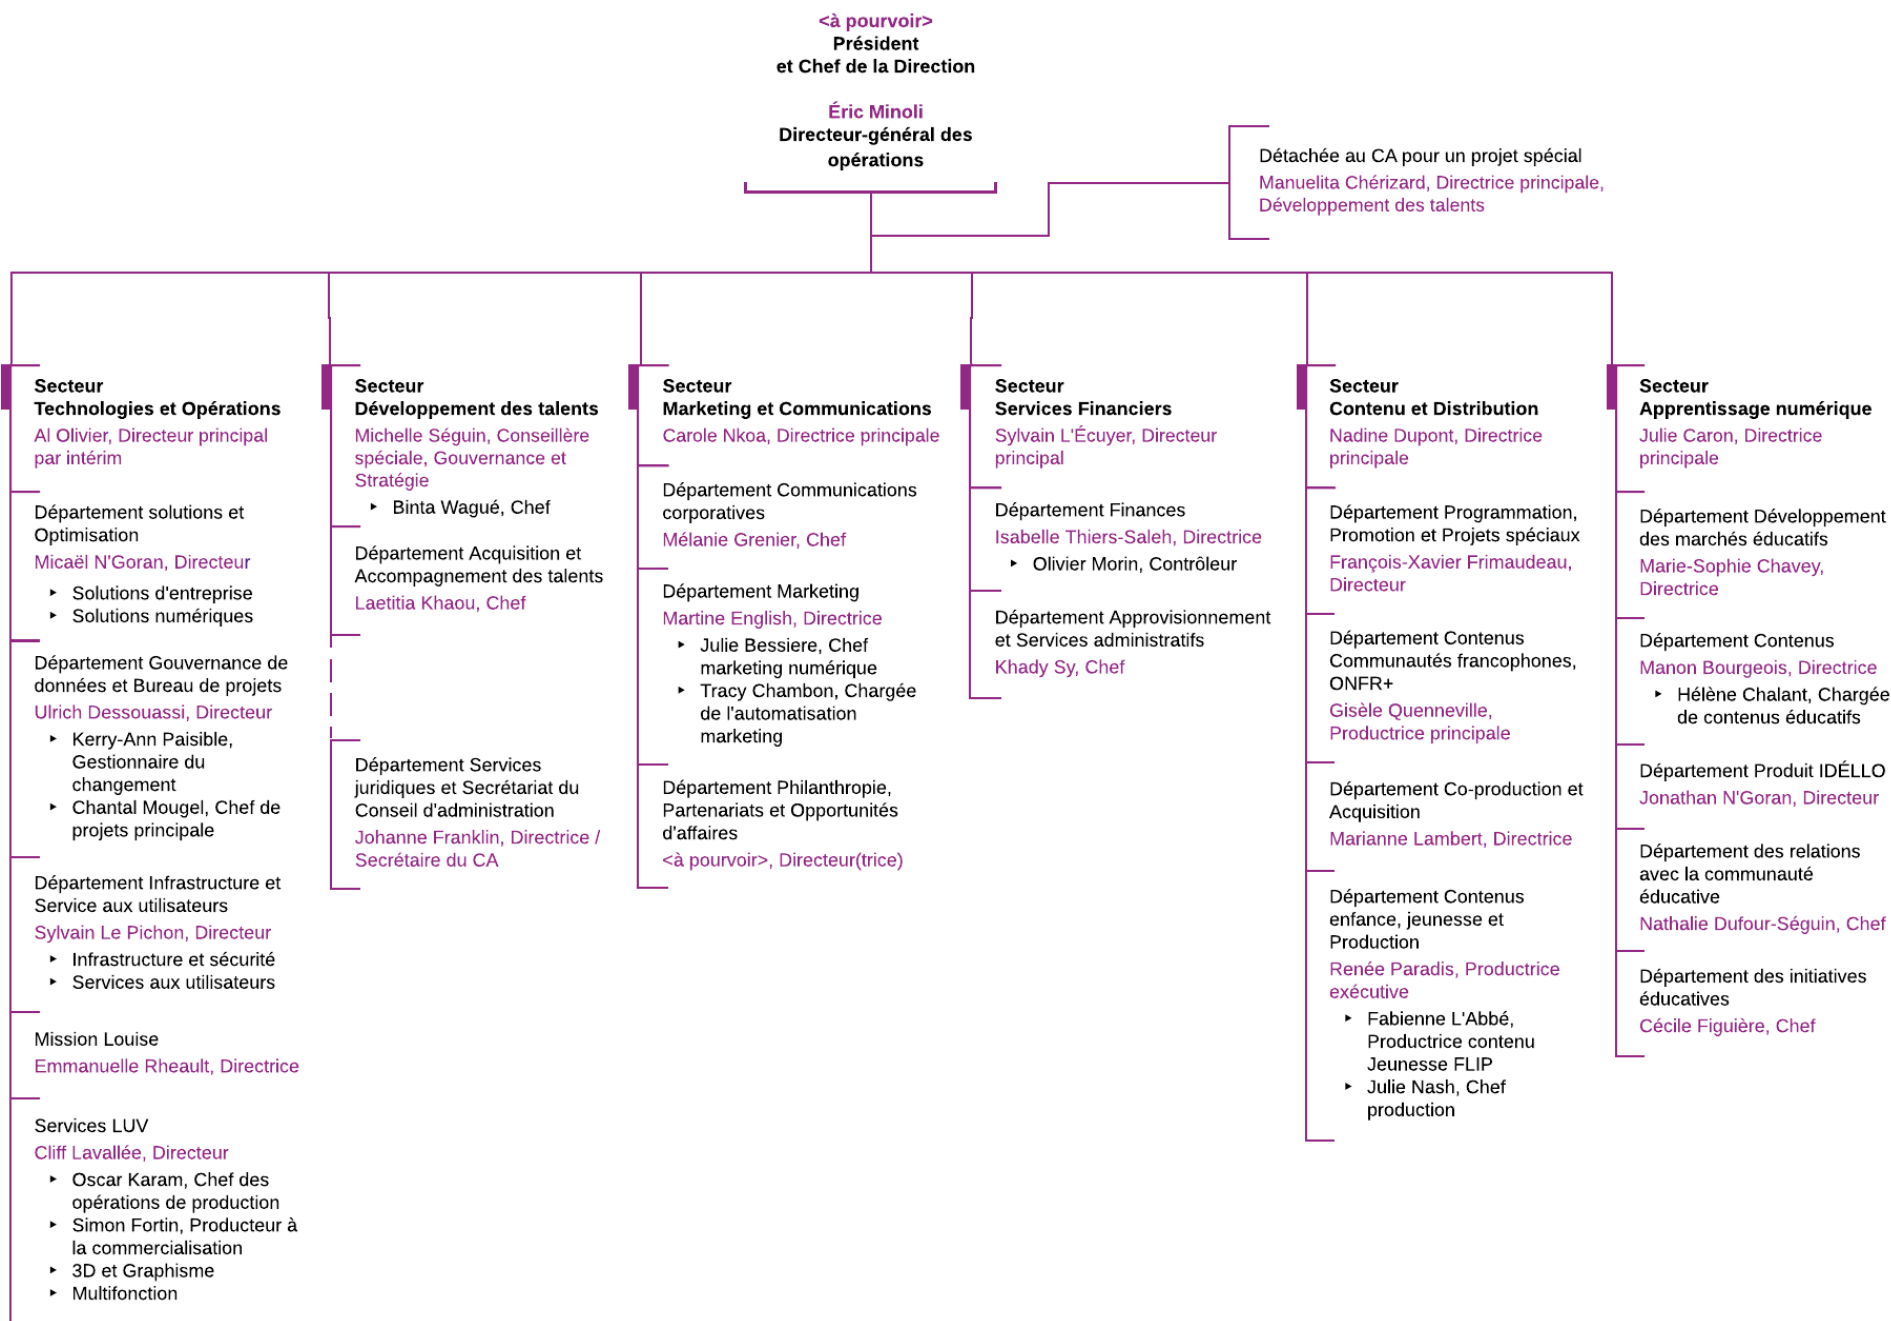 <à pourvoir>
Président
et Chef de la Direction
Éric Minoli
Directeur-général des
opérations
Détachée au CA pour un projet spécial
Manuelita Chérizard, Directrice principale,
Développement des talents
Secteur
Technologies et Opérations
Al Olivier, Directeur principal
par intérim
Département solutions et
Optimisation
Micaël N'Goran, Directeur
‣ Solutions d'entreprise
‣ Solutions numériques
Département Gouvernance de
données et Bureau de projets
Ulrich Dessouassi, Directeur
‣ Kerry-Ann Paisible,
Gestionnaire du
changement
‣ Chantal Mougel, Chef de
projets principale
Département Infrastructure et
Service aux utilisateurs
Sylvain Le Pichon, Directeur
‣ Infrastructure et sécurité
‣ Services aux utilisateurs
Mission Louise
Emmanuelle Rheault, Directrice
Services LUV
Cliff Lavallée, Directeur
‣ Oscar Karam, Chef des
opérations de production
‣ Simon Fortin, Producteur à
la commercialisation
‣ 3D et Graphisme
‣ Multifonction
Secteur
Développement des talents
Michelle Séguin, Conseillère
spéciale, Gouvernance et
Stratégie
‣ Binta Wagué, Chef
Département Acquisition et
Accompagnement des talents
Laetitia Khaou, Chef
Département Services
juridiques et Secrétariat du
Conseil d'administration
Johanne Franklin, Directrice /
Secrétaire du CA
Secteur
Marketing et Communications
Carole Nkoa, Directrice principale
Département Communications
corporatives
Mélanie Grenier, Chef
Département Marketing
Martine English, Directrice
‣ Julie Bessiere, Chef
marketing numérique
‣ Tracy Chambon, Chargée
de l'automatisation
marketing
Département Philanthropie,
Partenariats et Opportunités
d'affaires
<à pourvoir>, Directeur(trice)
Secteur
Services Financiers
Sylvain L'Écuyer, Directeur
principal
Département Finances
Isabelle Thiers-Saleh, Directrice
‣ Olivier Morin, Contrôleur
Département Approvisionnement
et Services administratifs
Khady Sy, Chef
Secteur
Contenu et Distribution
Nadine Dupont, Directrice
principale
Département Programmation,
Promotion et Projets spéciaux
François-Xavier Frimaudeau,
Directeur
Département Contenus
Communautés francophones,
ONFR+
Gisèle Quenneville,
Productrice principale
Département Co-production et
Acquisition
Marianne Lambert, Directrice
Département Contenus
enfance, jeunesse et
Production
Renée Paradis, Productrice
exécutive
‣ Fabienne L'Abbé,
Productrice contenu
Jeunesse FLIP
‣ Julie Nash, Chef
production
Secteur
Apprentissage numérique
Julie Caron, Directrice
principale
Département Développement
des marchés éducatifs
Marie-Sophie Chavey,
Directrice
Département Contenus
Manon Bourgeois, Directrice
‣ Hélène Chalant, Chargée
de contenus éducatifs
Département Produit IDÉLLO
Jonathan N'Goran, Directeur
Département des relations
avec la communauté
éducative
Nathalie Dufour-Séguin, Chef
Département des initiatives
éducatives
Cécile Figuière, Chef